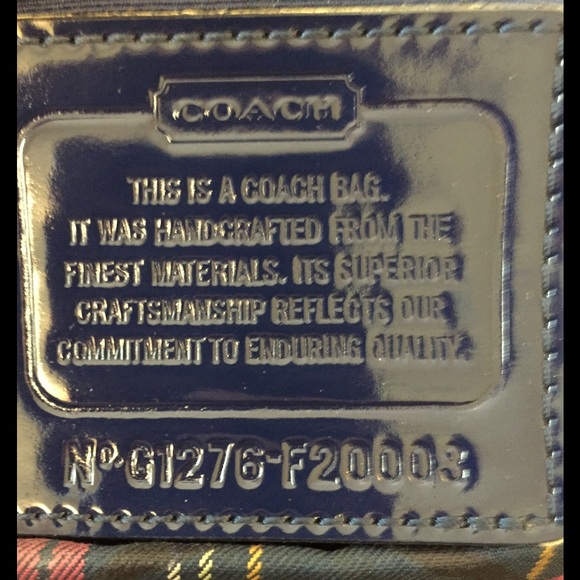 COACH
THIS IS A COACH BAG.
IT WAS HANDCRAFTED FROM THE
FINEST MATERIALS. ITS SUPERIOR
CRAFTSMANSHIP REFLECTS OUR
COMMITMENT TO ENDURING QUALITY.
Nº G1276-F20003